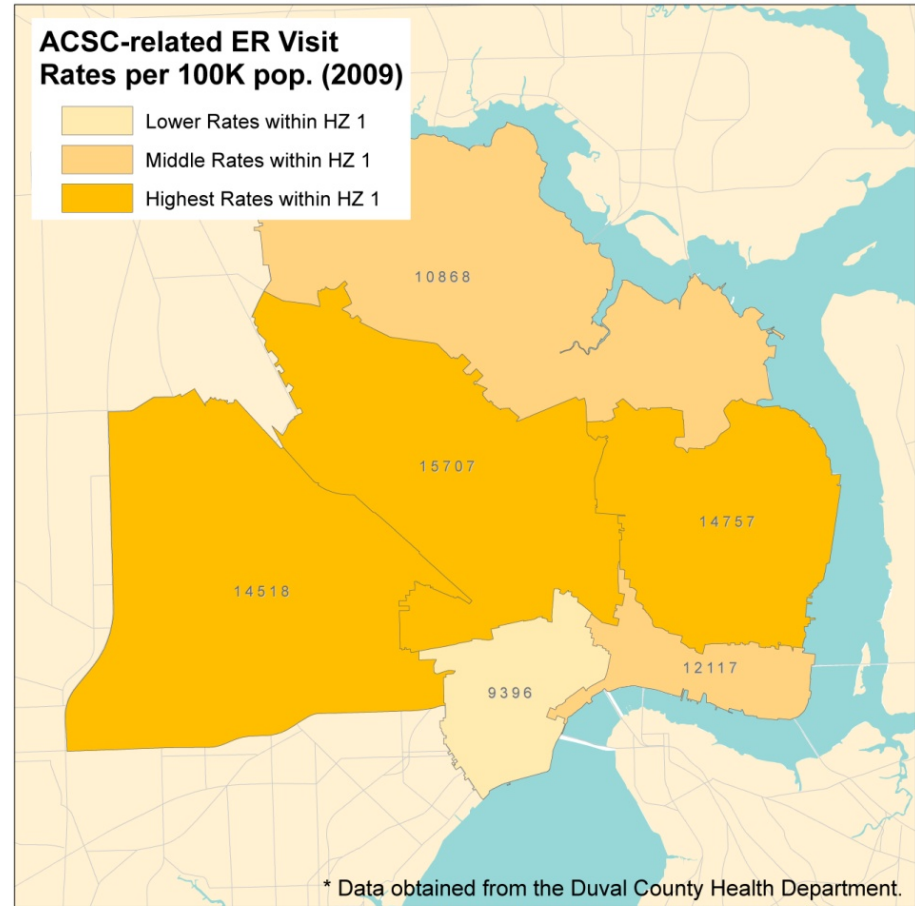 ACSC-related ER Visit
Rates per 100K pop. (2009)
Lower Rates within HZ 1
Middle Rates within HZ 1
Highest Rates within HZ 1
10868
15707
14757
14518
12117
9396
* Data obtained from the Duval County Health Department.